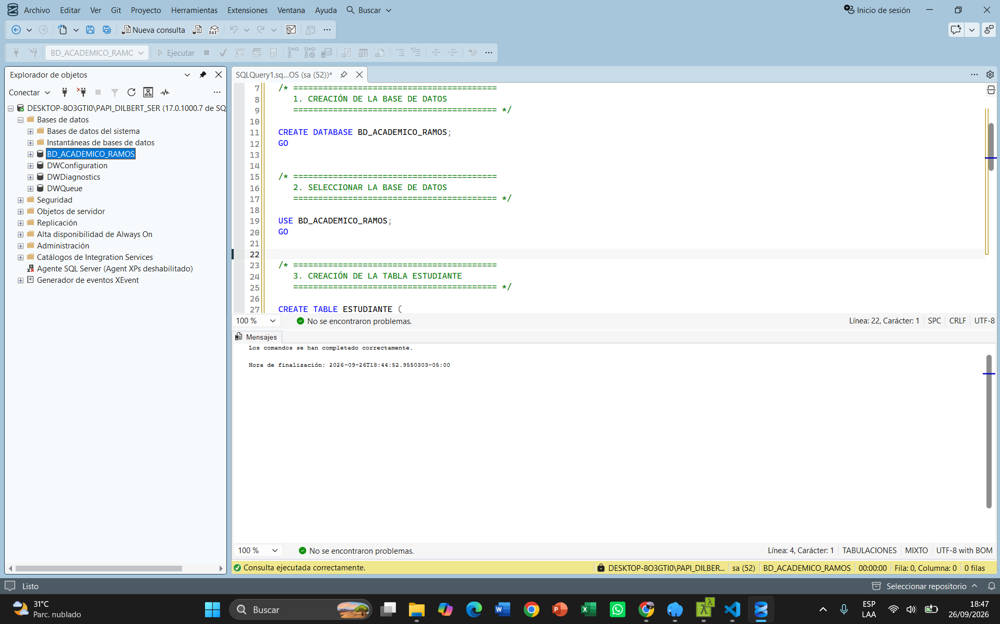 Archivo Editar Ver Git Proyecto Herramientas Extensiones Ventana Ayuda Buscar Inicio de sesión
Nueva consulta DAX
BD_ACADEMICO_RAMC Ejecutar
Explorador de objetos
Conectar
DESKTOP-8O3GTI0\PAPI_DILBERT_SER (17.0.1000.7 de SQ
Bases de datos
Bases de datos del sistema
Instantáneas de bases de datos
BD_ACADEMICO_RAMOS
DWConfiguration
DWDiagnostics
DWQueue
Seguridad
Objetos de servidor
Replicación
Alta disponibilidad de Always On
Administración
Catálogos de Integration Services
Agente SQL Server (Agent XPs deshabilitado)
Generador de eventos XEvent
SQLQuery1.sq...OS (sa (52))*
7 /* =========================================
8 1. CREACIÓN DE LA BASE DE DATOS
9 ========================================= */
10
11 CREATE DATABASE BD_ACADEMICO_RAMOS;
12 GO
13
14
15 /* =========================================
16 2. SELECCIONAR LA BASE DE DATOS
17 ========================================= */
18
19 USE BD_ACADEMICO_RAMOS;
20 GO
21
22
23 /* =========================================
24 3. CREACIÓN DE LA TABLA ESTUDIANTE
25 ========================================= */
26
27 CREATE TABLE ESTUDIANTE (
100 % No se encontraron problemas. Línea: 22, Carácter: 1 SPC CRLF UTF-8
Mensajes
Los comandos se han completado correctamente.
Hora de finalización: 2026-09-26T18:44:52.9550303-05:00
100 % No se encontraron problemas. Línea: 4, Carácter: 1 TABULACIONES MIXTO UTF-8 with BOM
Consulta ejecutada correctamente. DESKTOP-8O3GTI0\PAPI_DILBER... sa (52) BD_ACADEMICO_RAMOS 00:00:00 Fila: 0, Columna: 0 0 filas
Listo Seleccionar repositorio
31°C
Parc. nublado
Buscar
ESP
LAA
18:47
26/09/2026